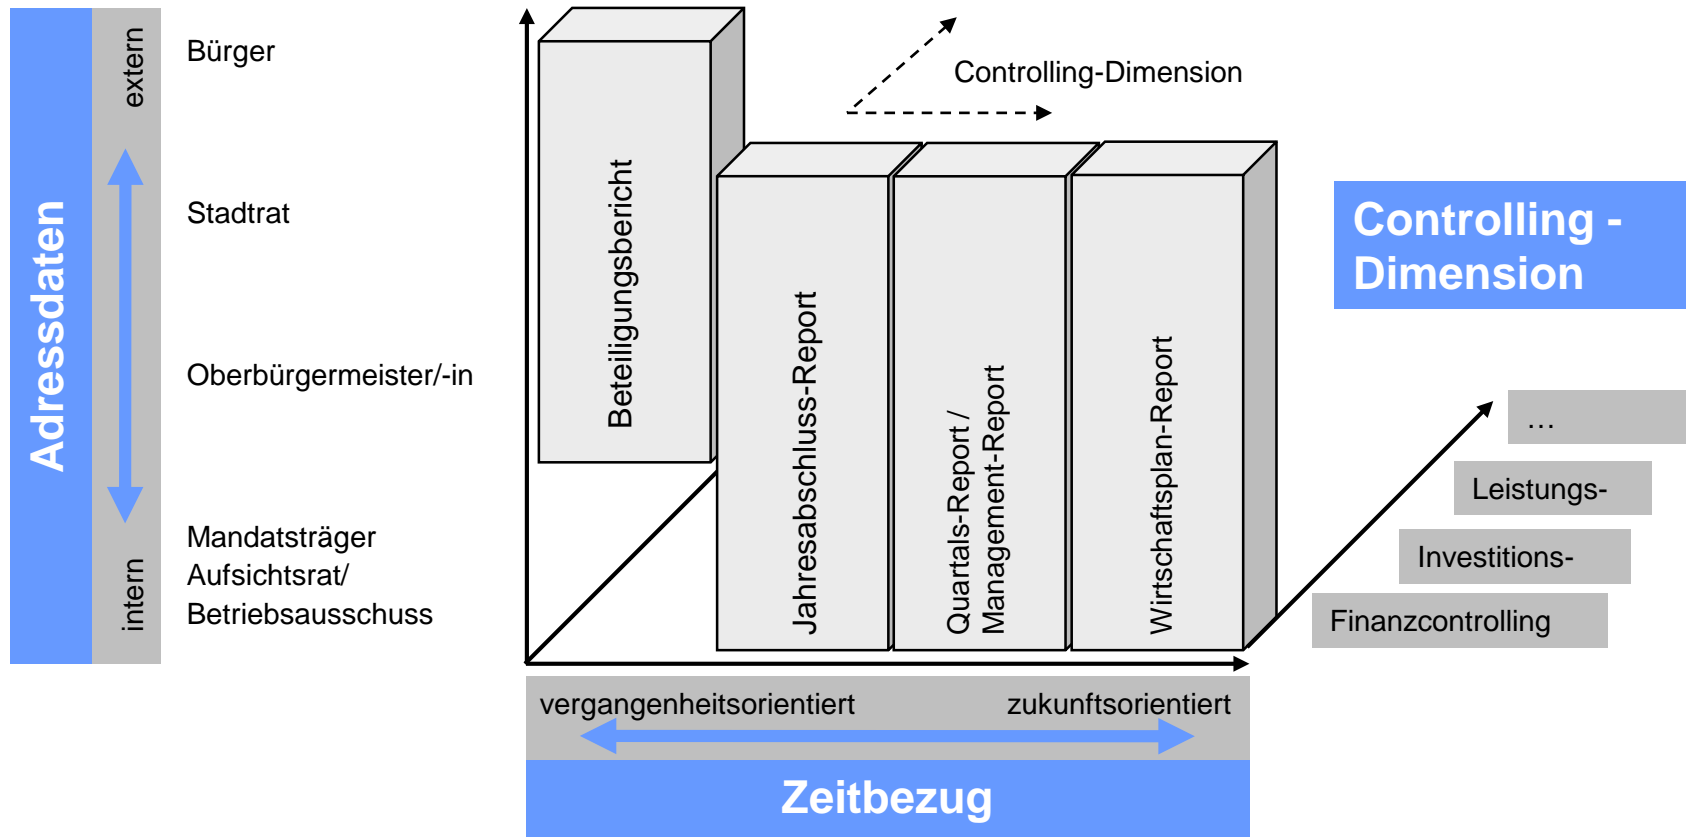 Adressdaten
extern
intern
Bürger
Stadtrat
Oberbürgermeister/-in
Mandatsträger
Aufsichtsrat/
Betriebsausschuss
Beteiligungsbericht
Jahresabschluss-Report
Quartals-Report /
Management-Report
Wirtschaftsplan-Report
Controlling-Dimension
Controlling -
Dimension
…
Leistungs-
Investitions-
Finanzcontrolling
vergangenheitsorientiert
zukunftsorientiert
Zeitbezug